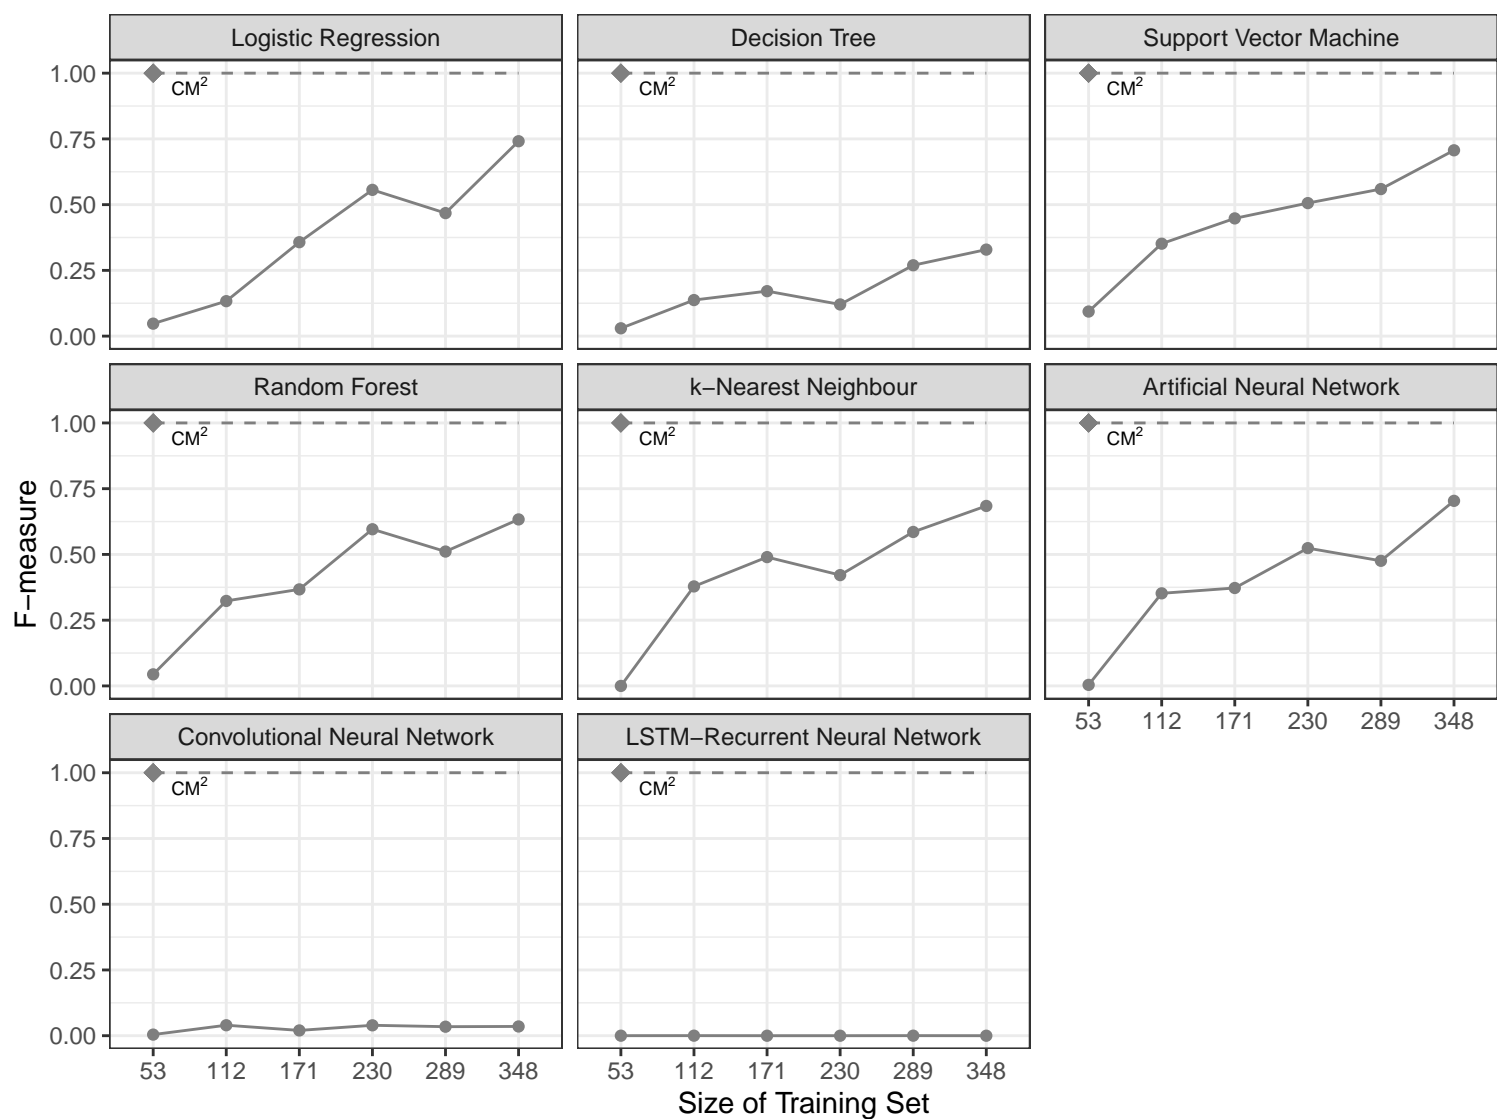 Logistic Regression
Decision Tree
Support Vector Machine
1.00
0.75
0.50
0.25
0.00
CM²
CM²
CM²
Random Forest
k−Nearest Neighbour
Artificial Neural Network
1.00
0.75
0.50
0.25
0.00
CM²
CM²
CM²
53 112 171 230 289 348
F−measure
Convolutional Neural Network
LSTM−Recurrent Neural Network
1.00
0.75
0.50
0.25
0.00
CM²
CM²
53 112 171 230 289 348
53 112 171 230 289 348
Size of Training Set